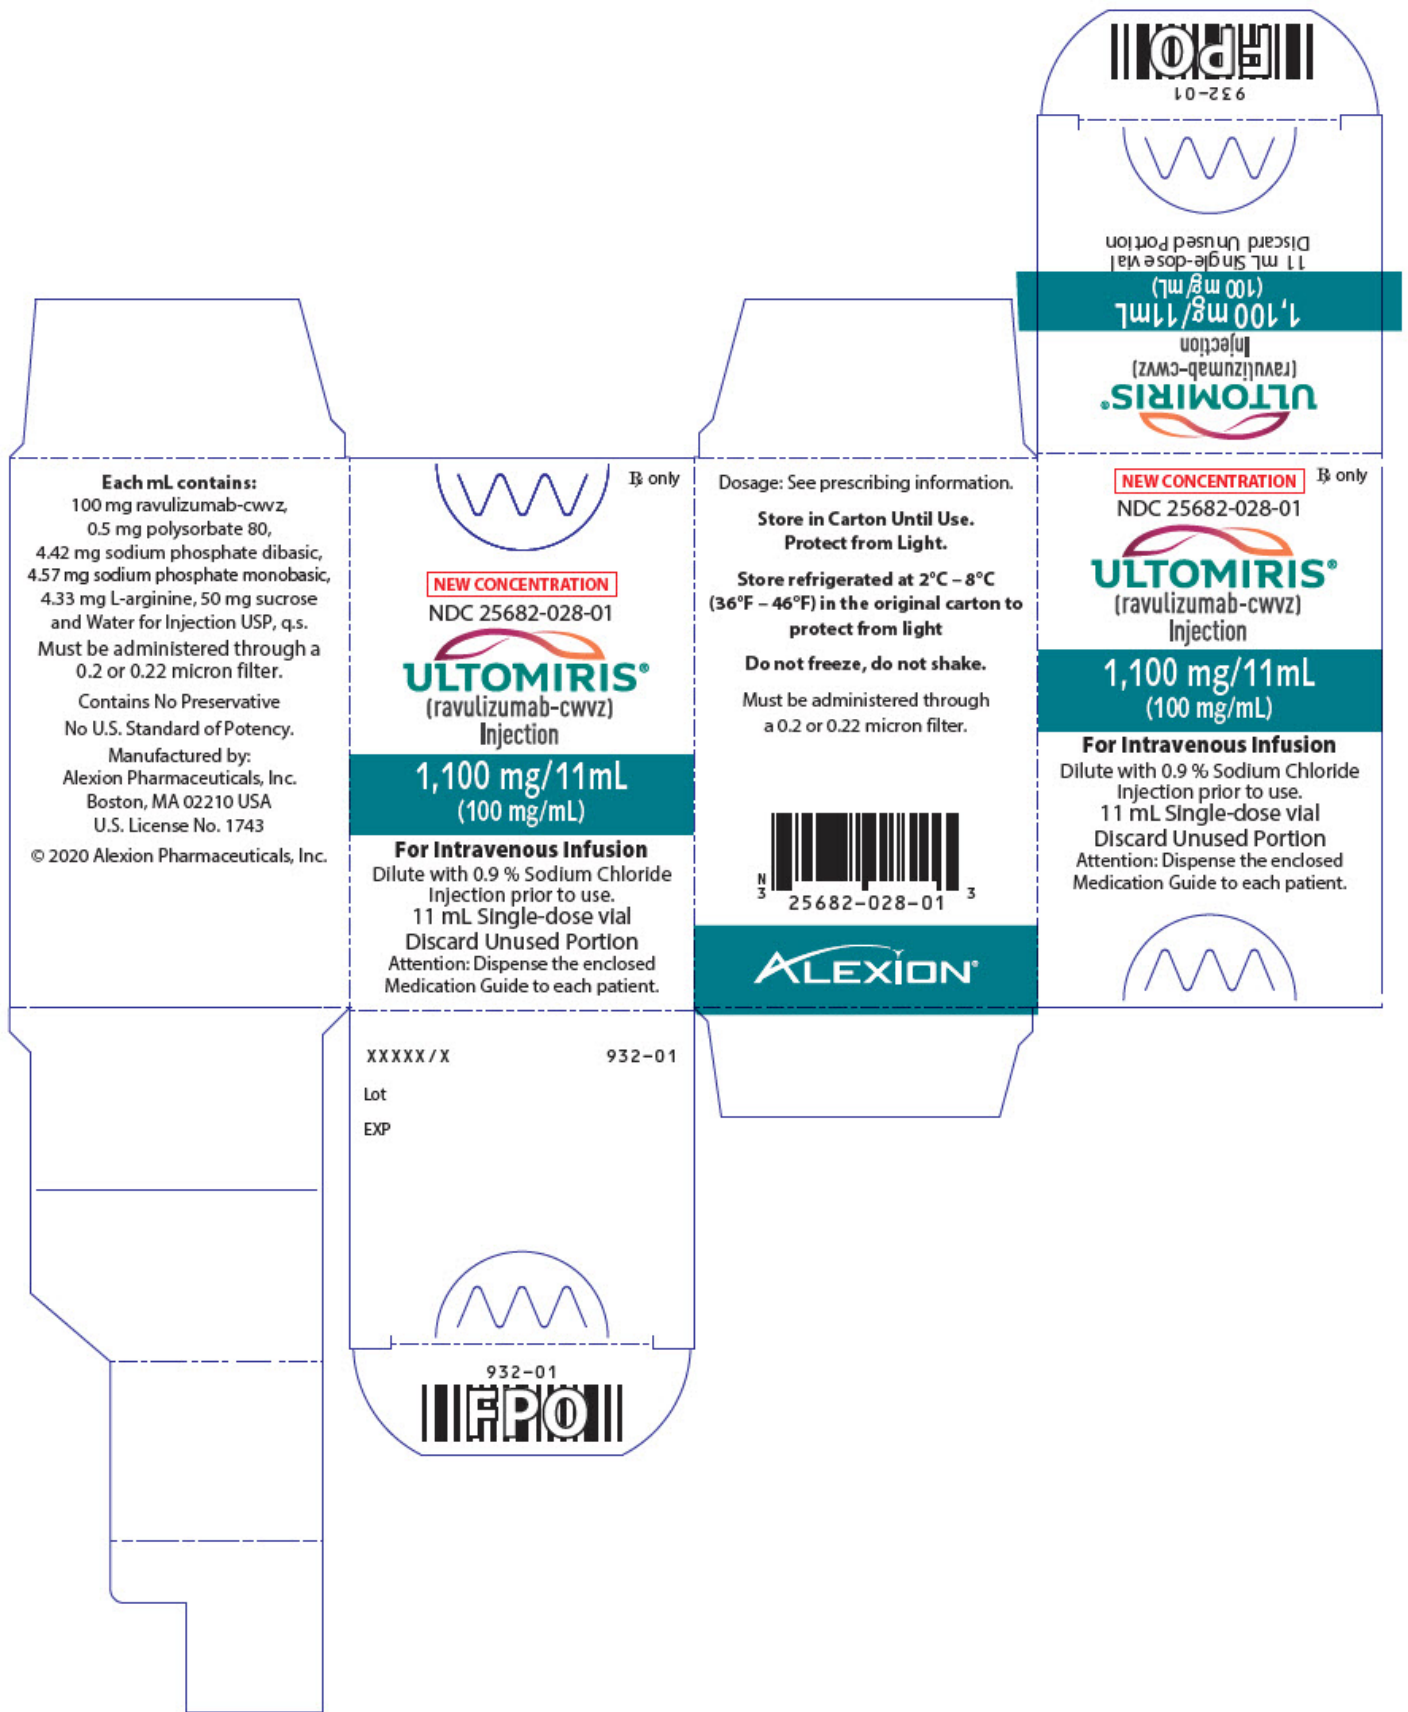 FPO
932-01
11 mL Single-dose vial
Discard Unused Portion
1,100 mg/11mL
(100 mg/mL)
ULTOMIRIS®
(ravulizumab-cwvz)
Injection
Each mL contains:
100 mg ravulizumab-cwvz,
0.5 mg polysorbate 80,
4.42 mg sodium phosphate dibasic,
4.57 mg sodium phosphate monobasic,
4.33 mg L-arginine, 50 mg sucrose
and Water for Injection USP, q.s.
Must be administered through a
0.2 or 0.22 micron filter.
Contains No Preservative
No U.S. Standard of Potency.
Manufactured by:
Alexion Pharmaceuticals, Inc.
Boston, MA 02210 USA
U.S. License No. 1743
© 2020 Alexion Pharmaceuticals, Inc.
℞ only
NEW CONCENTRATION
NDC 25682-028-01
ULTOMIRIS®
(ravulizumab-cwvz)
Injection
1,100 mg/11mL
(100 mg/mL)
For Intravenous Infusion
Dilute with 0.9 % Sodium Chloride
Injection prior to use.
11 mL Single-dose vial
Discard Unused Portion
Attention: Dispense the enclosed
Medication Guide to each patient.
Dosage: See prescribing information.
Store in Carton Until Use.
Protect from Light.
Store refrigerated at 2°C – 8°C
(36°F – 46°F) in the original carton to
protect from light
Do not freeze, do not shake.
Must be administered through
a 0.2 or 0.22 micron filter.
N
3 25682-028-01 3
ALEXION®
℞ only
NEW CONCENTRATION
NDC 25682-028-01
ULTOMIRIS®
(ravulizumab-cwvz)
Injection
1,100 mg/11mL
(100 mg/mL)
For Intravenous Infusion
Dilute with 0.9 % Sodium Chloride
Injection prior to use.
11 mL Single-dose vial
Discard Unused Portion
Attention: Dispense the enclosed
Medication Guide to each patient.
XXXXX/X 932-01
Lot
EXP
932-01
FPO